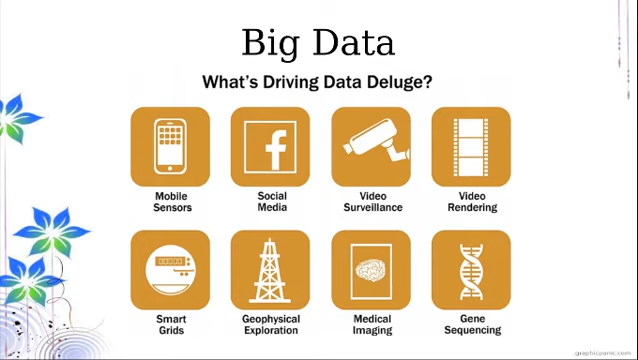 Big Data
What's Driving Data Deluge?
Mobile
Sensors
Social
Media
Video
Surveillance
Video
Rendering
Smart
Grids
Geophysical
Exploration
Medical
Imaging
Gene
Sequencing
graphicpanic.com